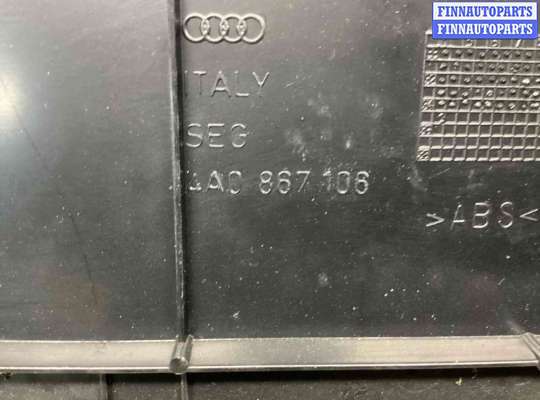 FINNAUTOPARTS
FINNAUTOPARTS
ITALY
SEG
4A0 867 106
>ABS<